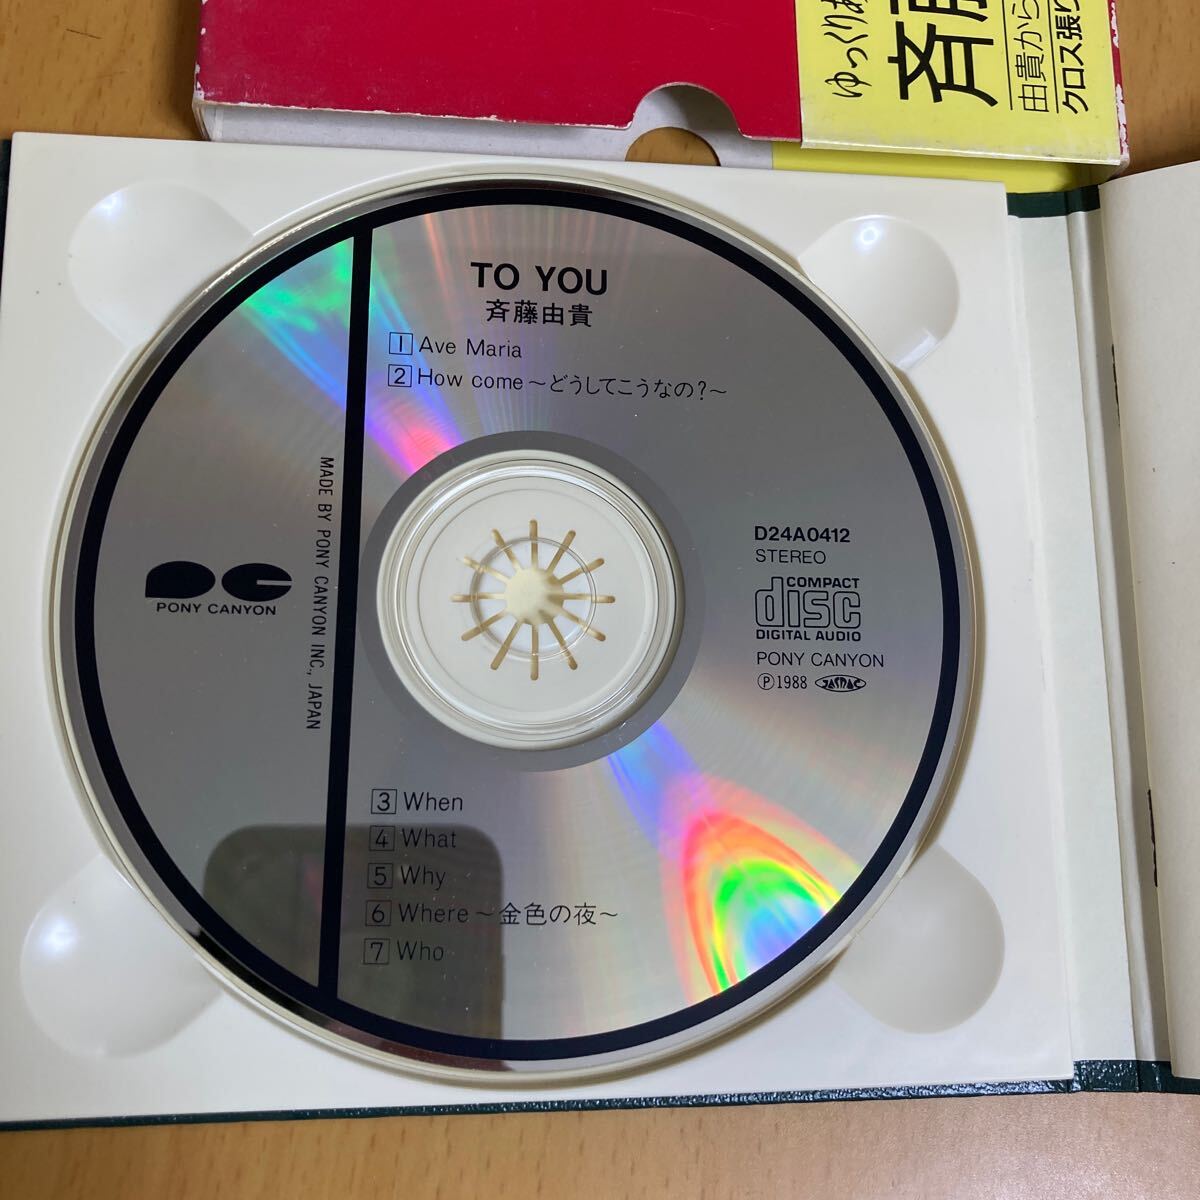 ゆっくりあ
斉藤
由貴から
クロス張り
TO YOU
斉藤由貴
1 Ave Maria
2 How come～どうしてこうなの?～
MADE BY PONY CANYON INC., JAPAN
PONY CANYON
D24A0412
STEREO
COMPACT
disc
DIGITAL AUDIO
PONY CANYON
Ⓟ1988 JASRAC
3 When
4 What
5 Why
6 Where～金色の夜～
7 Who